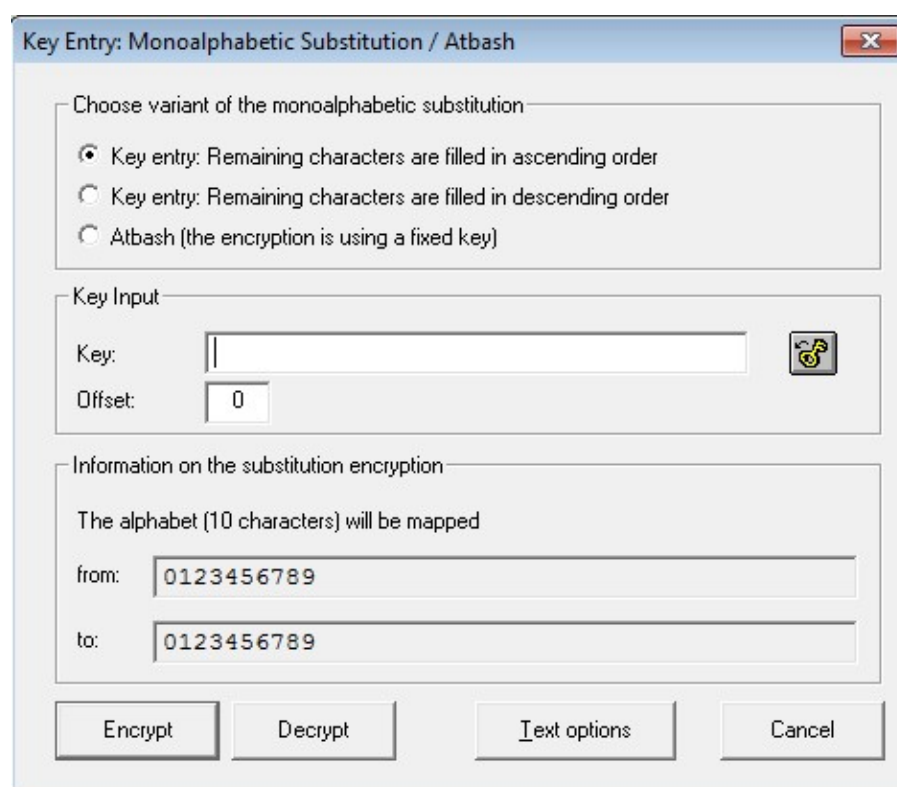 Key Entry: Monoalphabetic Substitution / Atbash
Choose variant of the monoalphabetic substitution
Key entry: Remaining characters are filled in ascending order
Key entry: Remaining characters are filled in descending order
Atbash (the encryption is using a fixed key)
Key Input
Key:
Offset: 0
Information on the substitution encryption
The alphabet (10 characters) will be mapped
from: 0123456789
to: 0123456789
Encrypt Decrypt Text options Cancel